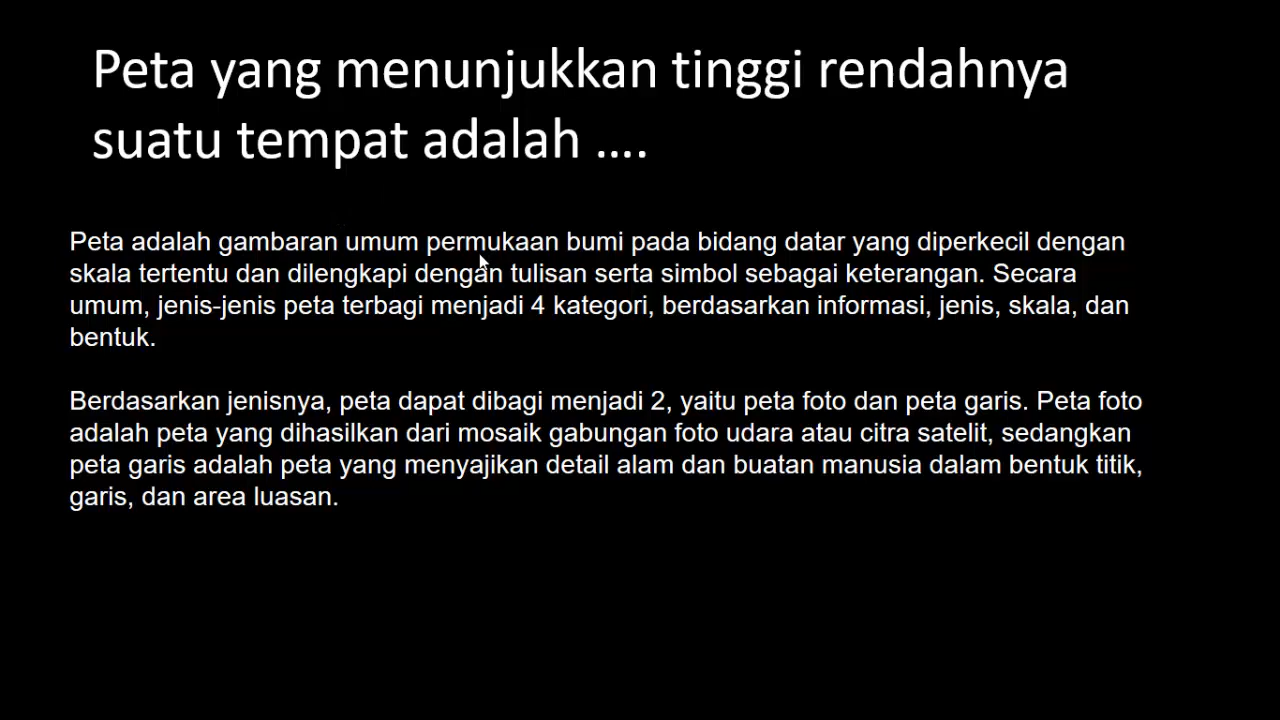 Peta yang menunjukkan tinggi rendahnya
suatu tempat adalah ….
Peta adalah gambaran umum permukaan bumi pada bidang datar yang diperkecil dengan
skala tertentu dan dilengkapi dengan tulisan serta simbol sebagai keterangan. Secara
umum, jenis-jenis peta terbagi menjadi 4 kategori, berdasarkan informasi, jenis, skala, dan
bentuk.
Berdasarkan jenisnya, peta dapat dibagi menjadi 2, yaitu peta foto dan peta garis. Peta foto
adalah peta yang dihasilkan dari mosaik gabungan foto udara atau citra satelit, sedangkan
peta garis adalah peta yang menyajikan detail alam dan buatan manusia dalam bentuk titik,
garis, dan area luasan.